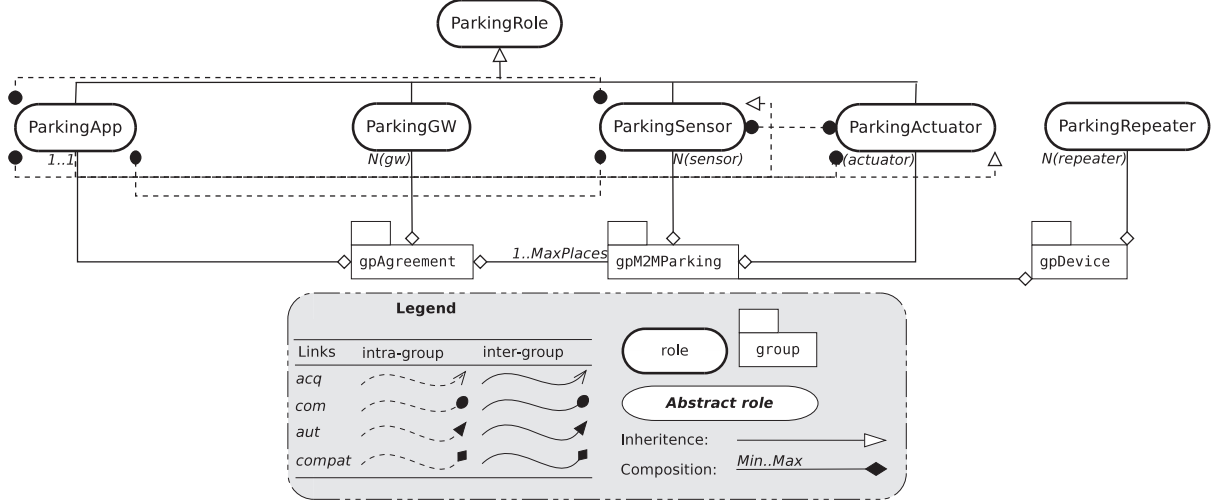 ParkingRole
ParkingApp
ParkingGW
ParkingSensor
ParkingActuator
ParkingRepeater
1..1
N(gw)
N(sensor)
(actuator)
N(repeater)
gpAgreement
1..MaxPlaces
gpM2MParking
gpDevice
Legend
Links intra-group inter-group
acq
com
aut
compat
role
group
Abstract role
Inheritence:
Composition: Min..Max